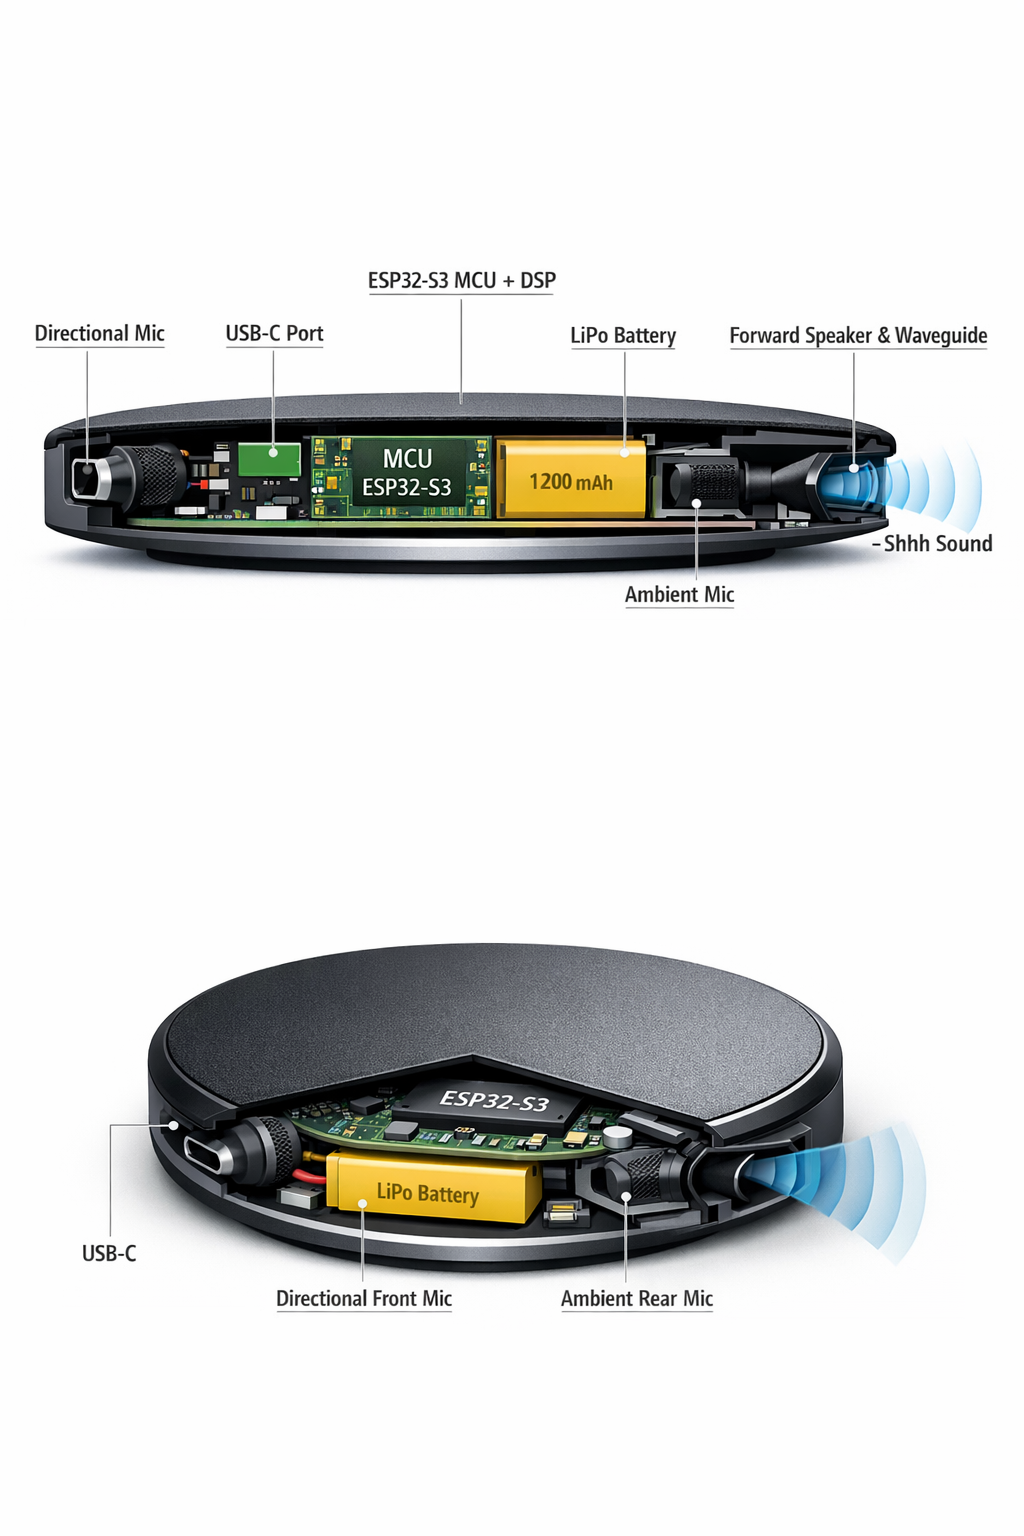 ESP32-S3 MCU + DSP
Directional Mic
USB-C Port
LiPo Battery
Forward Speaker & Waveguide
MCU
ESP32-S3
1200 mAh
-Shhh Sound
Ambient Mic
ESP32-S3
LiPo Battery
USB-C
Directional Front Mic
Ambient Rear Mic